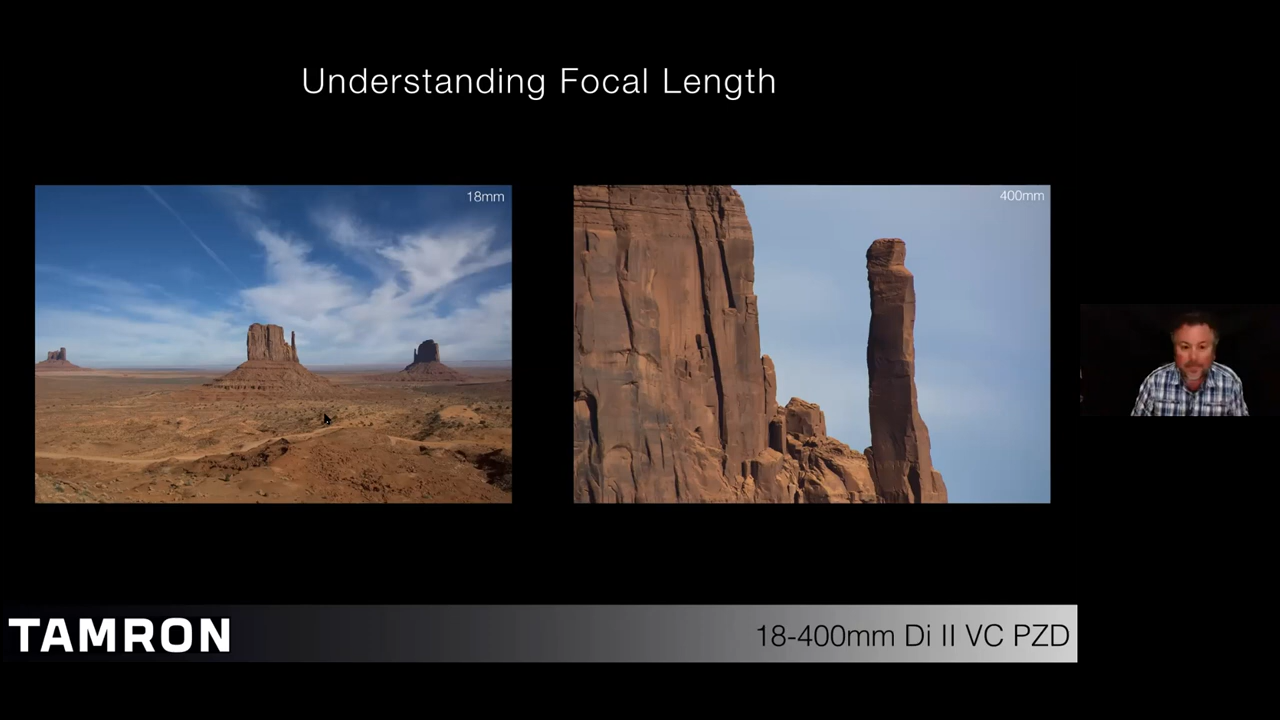 Understanding Focal Length
18mm
400mm
TAMRON
18-400mm Di II VC PZD